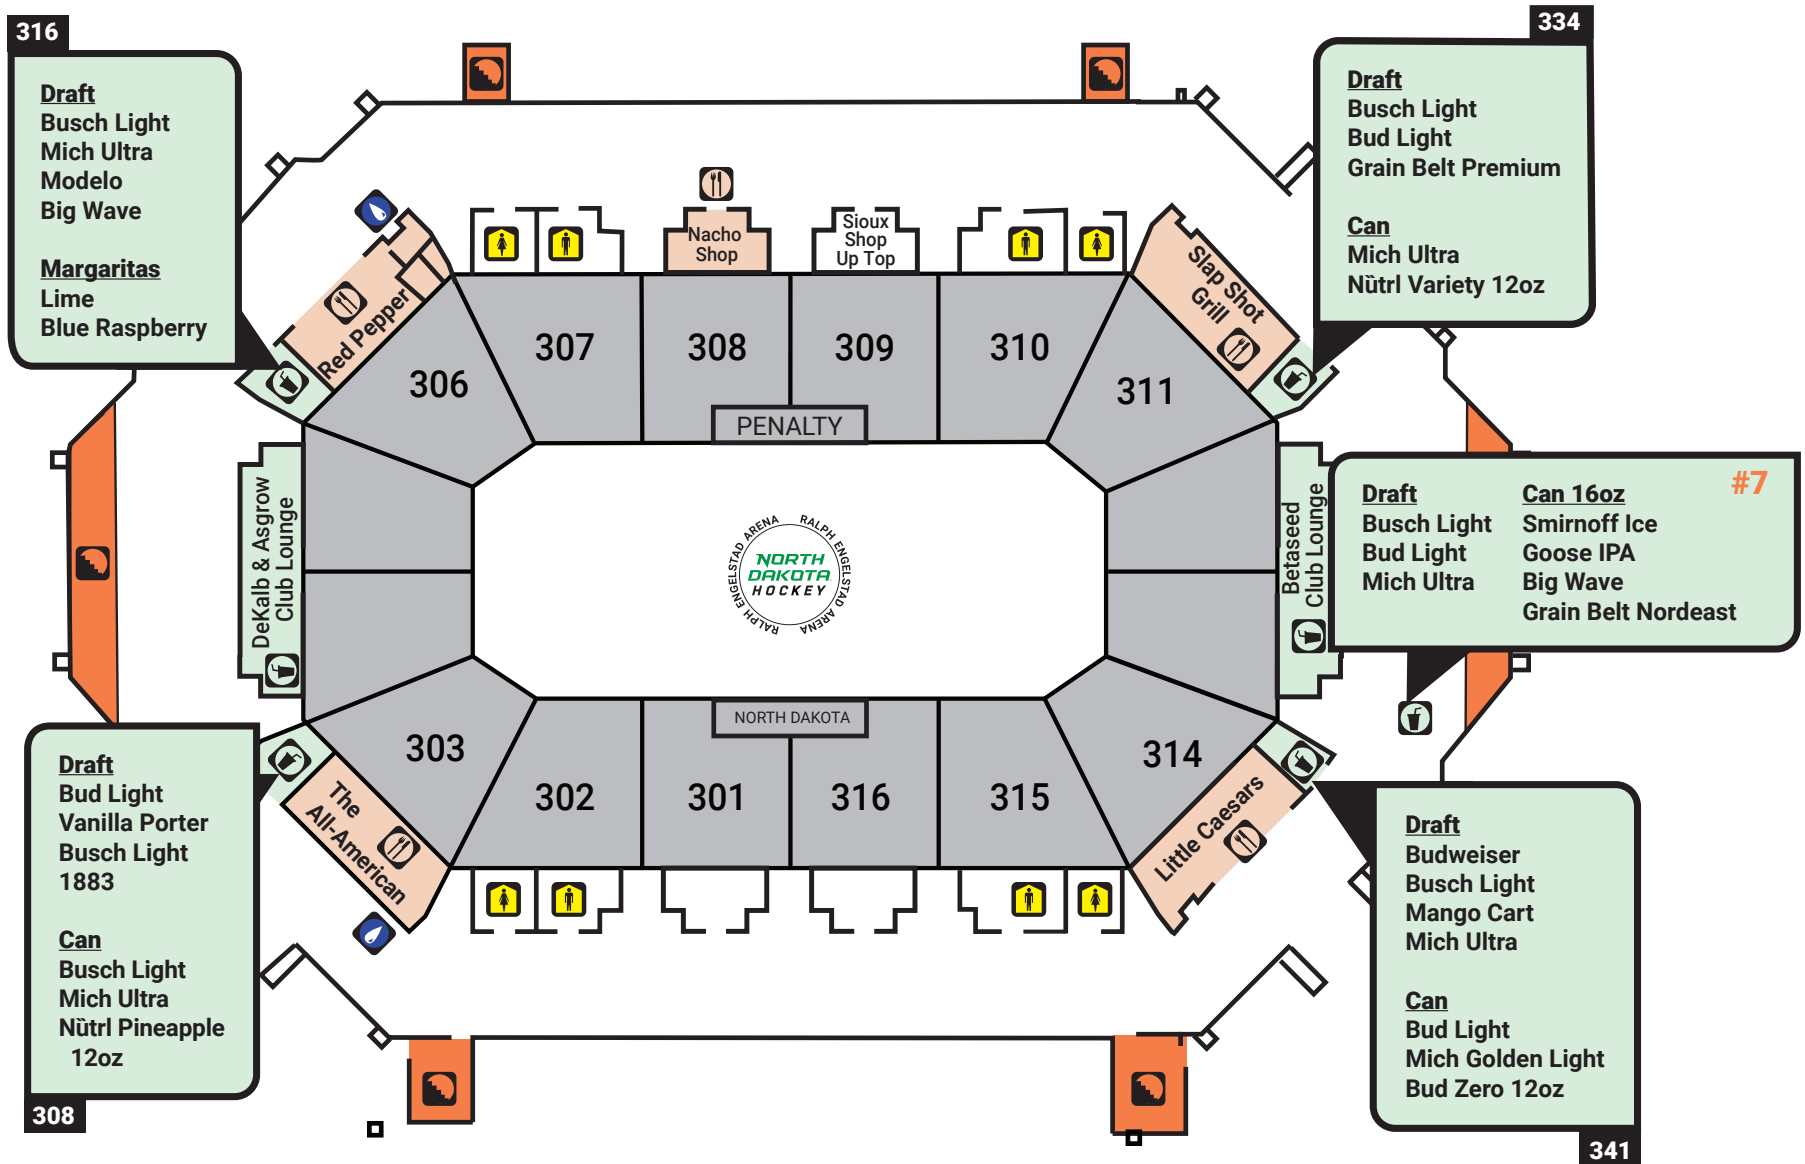 316
Draft
Busch Light
Mich Ultra
Modelo
Big Wave
Margaritas
Lime
Blue Raspberry
334
Draft
Busch Light
Bud Light
Grain Belt Premium
Can
Mich Ultra
Nǜtrl Variety 12oz
Nacho
Shop
Sioux
Shop
Up Top
Red Pepper
Slap Shot
Grill
306
307
308
309
310
311
PENALTY
DeKalb & Asgrow
Club Lounge
RALPH ENGELSTAD ARENA
RALPH ENGELSTAD ARENA
NORTH
DAKOTA
HOCKEY
Betaseed
Club Lounge
#7
Draft
Busch Light
Bud Light
Mich Ultra
Can 16oz
Smirnoff Ice
Goose IPA
Big Wave
Grain Belt Nordeast
NORTH DAKOTA
303
302
301
316
315
314
The
All-American
Little Caesars
Draft
Bud Light
Vanilla Porter
Busch Light
1883
Can
Busch Light
Mich Ultra
Nǜtrl Pineapple
12oz
308
Draft
Budweiser
Busch Light
Mango Cart
Mich Ultra
Can
Bud Light
Mich Golden Light
Bud Zero 12oz
341